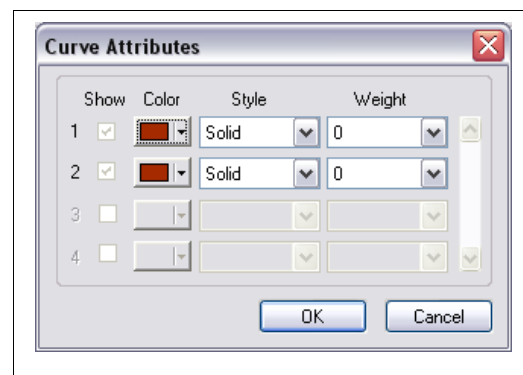 Curve Attributes
Show Color Style Weight
1 Solid 0
2 Solid 0
3
4
OK Cancel